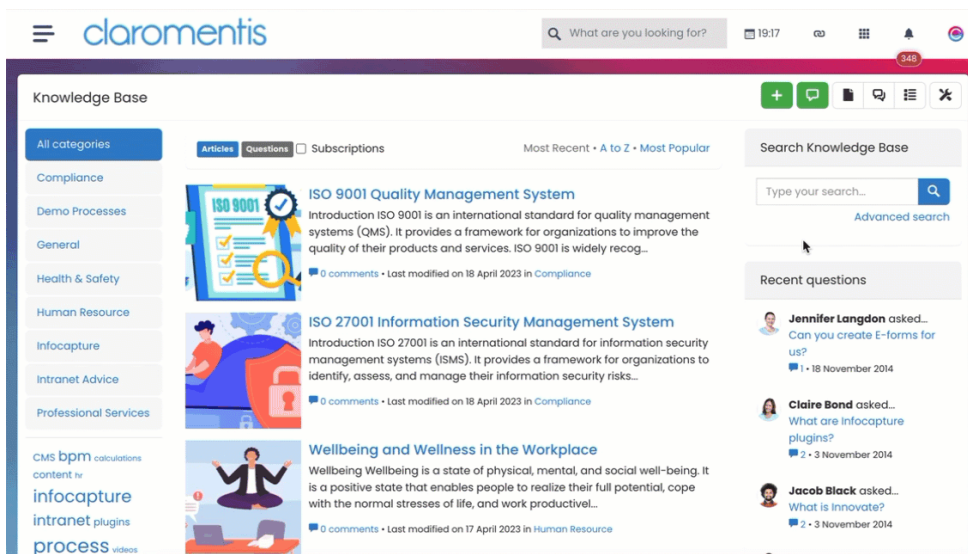 claromentis
What are you looking for?
19:17
348
Knowledge Base
All categories
Compliance
Demo Processes
General
Health & Safety
Human Resource
Infocapture
Intranet Advice
Professional Services
CMS bpm calculations
content hr
infocapture
intranet plugins
process videos
Articles Questions Subscriptions
Most Recent • A to Z • Most Popular
ISO 9001
ISO 9001 Quality Management System
Introduction ISO 9001 is an international standard for quality management
systems (QMS). It provides a framework for organizations to improve the
quality of their products and services. ISO 9001 is widely recog...
0 comments • Last modified on 18 April 2023 in Compliance
ISO 27001 Information Security Management System
Introduction ISO 27001 is an international standard for information security
management systems (ISMS). It provides a framework for organizations to
identify, assess, and manage their information security risks...
0 comments • Last modified on 18 April 2023 in Compliance
Wellbeing and Wellness in the Workplace
Wellbeing Wellbeing is a state of physical, mental, and social well-being. It
is a positive state that enables people to realize their full potential, cope
with the normal stresses of life, and work productivel...
0 comments • Last modified on 17 April 2023 in Human Resource
Search Knowledge Base
Type your search...
Advanced search
Recent questions
Jennifer Langdon asked...
Can you create E-forms for
us?
1 • 18 November 2014
Claire Bond asked...
What are Infocapture
plugins?
2 • 3 November 2014
Jacob Black asked...
What is Innovate?
2 • 3 November 2014